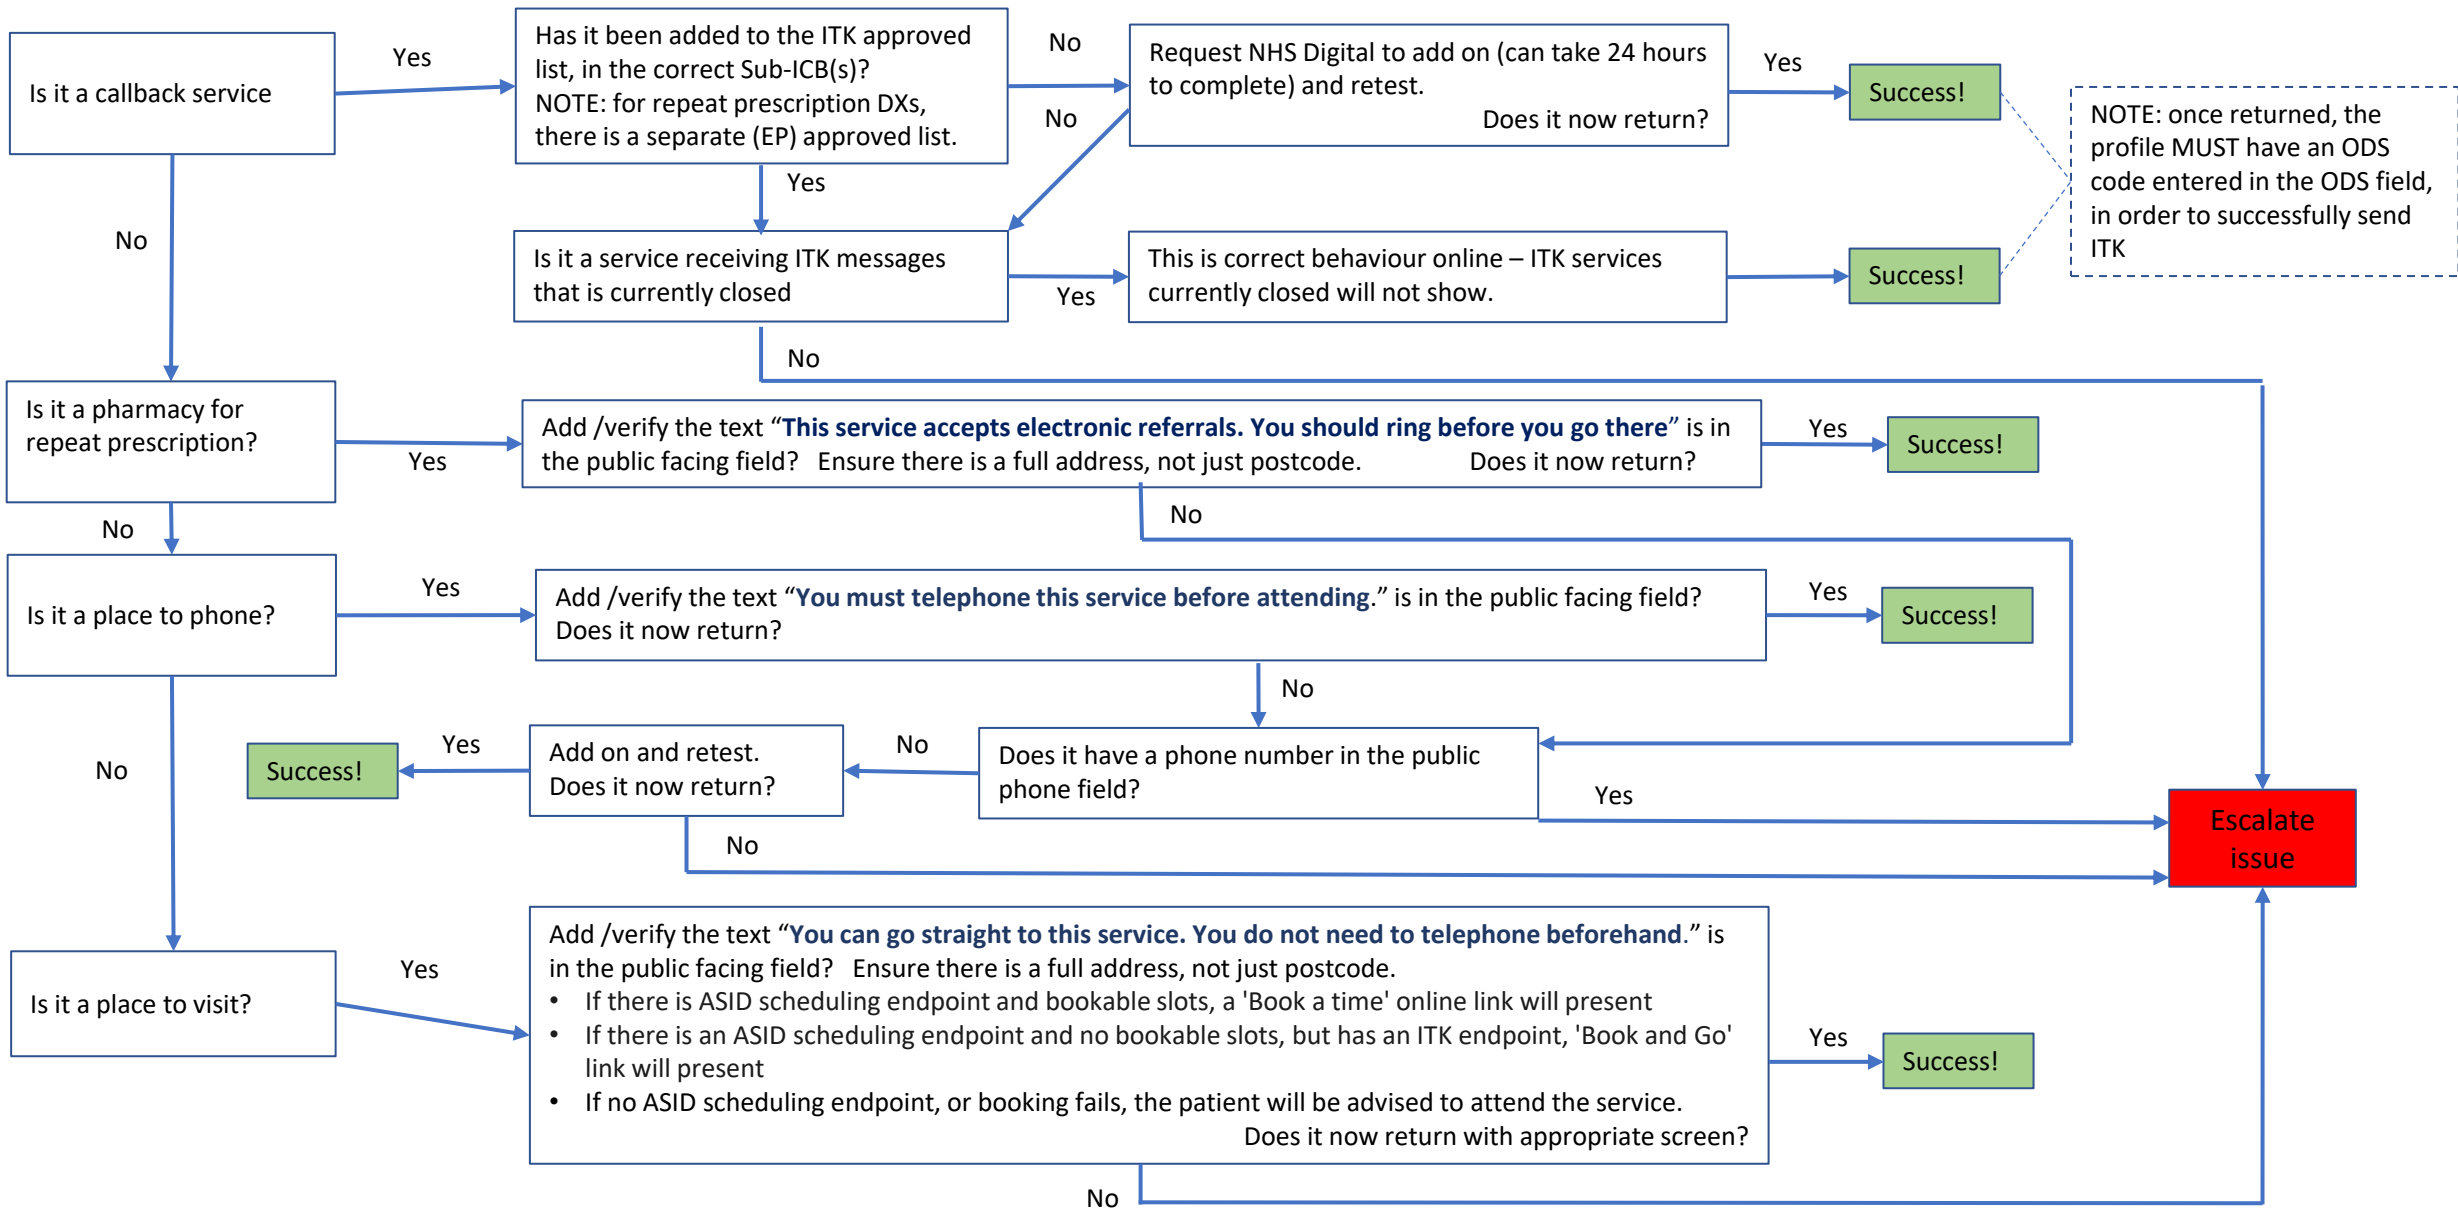 Is it a callback service
Yes
Has it been added to the ITK approved
list, in the correct Sub-ICB(s)?
NOTE: for repeat prescription DXs,
there is a separate (EP) approved list.
No
No
Request NHS Digital to add on (can take 24 hours
to complete) and retest.
Does it now return?
Yes
Success!
NOTE: once returned, the
profile MUST have an ODS
code entered in the ODS field,
in order to successfully send
ITK
Yes
No
Is it a service receiving ITK messages
that is currently closed
Yes
This is correct behaviour online – ITK services
currently closed will not show.
Success!
No
Is it a pharmacy for
repeat prescription?
Yes
Add /verify the text “This service accepts electronic referrals. You should ring before you go there” is in
the public facing field?   Ensure there is a full address, not just postcode.   Does it now return?
Yes
Success!
No
No
Is it a place to phone?
Yes
Add /verify the text “You must telephone this service before attending.” is in the public facing field?
Does it now return?
Yes
Success!
No
No
Success!
Yes
Add on and retest.
Does it now return?
No
Does it have a phone number in the public
phone field?
Yes
No
Escalate
issue
Is it a place to visit?
Yes
Add /verify the text “You can go straight to this service. You do not need to telephone beforehand.” is
in the public facing field?   Ensure there is a full address, not just postcode.
• If there is ASID scheduling endpoint and bookable slots, a 'Book a time' online link will present
• If there is an ASID scheduling endpoint and no bookable slots, but has an ITK endpoint, 'Book and Go'
link will present
• If no ASID scheduling endpoint, or booking fails, the patient will be advised to attend the service.
Does it now return with appropriate screen?
Yes
Success!
No